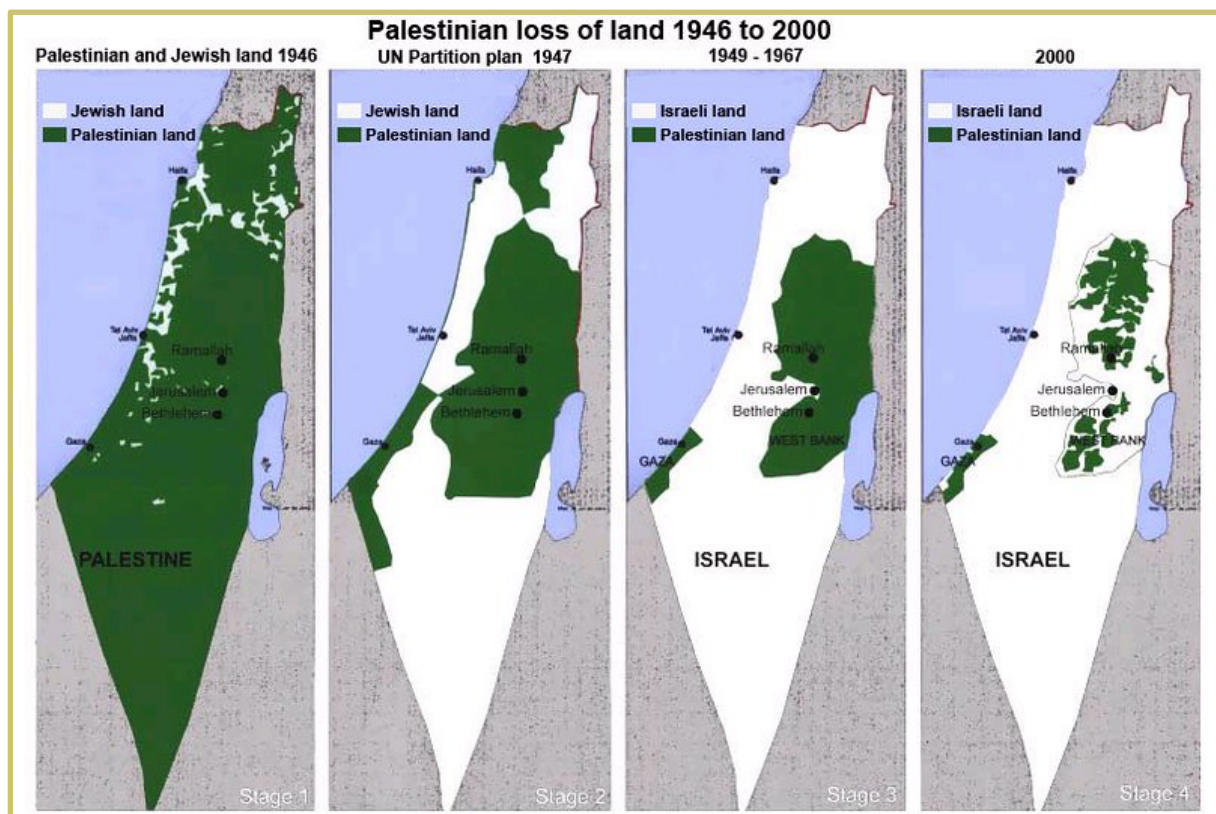 Palestinian loss of land 1946 to 2000
Palestinian and Jewish land 1946
Jewish land
Palestinian land
Haifa
Tel Aviv
Jaffa
Ramallah
Jerusalem
Bethlehem
Gaza
PALESTINE
Stage 1
UN Partition plan 1947
Jewish land
Palestinian land
Haifa
Tel Aviv
Jaffa
Ramallah
Jerusalem
Bethlehem
Gaza
Stage 2
1949 - 1967
Israeli land
Palestinian land
Haifa
Tel Aviv
Jaffa
Ramallah
Jerusalem
Bethlehem
Gaza
WEST BANK
GAZA
ISRAEL
Stage 3
2000
Israeli land
Palestinian land
Haifa
Tel Aviv
Jaffa
Ramallah
Jerusalem
Bethlehem
Gaza
WEST BANK
GAZA
ISRAEL
Stage 4